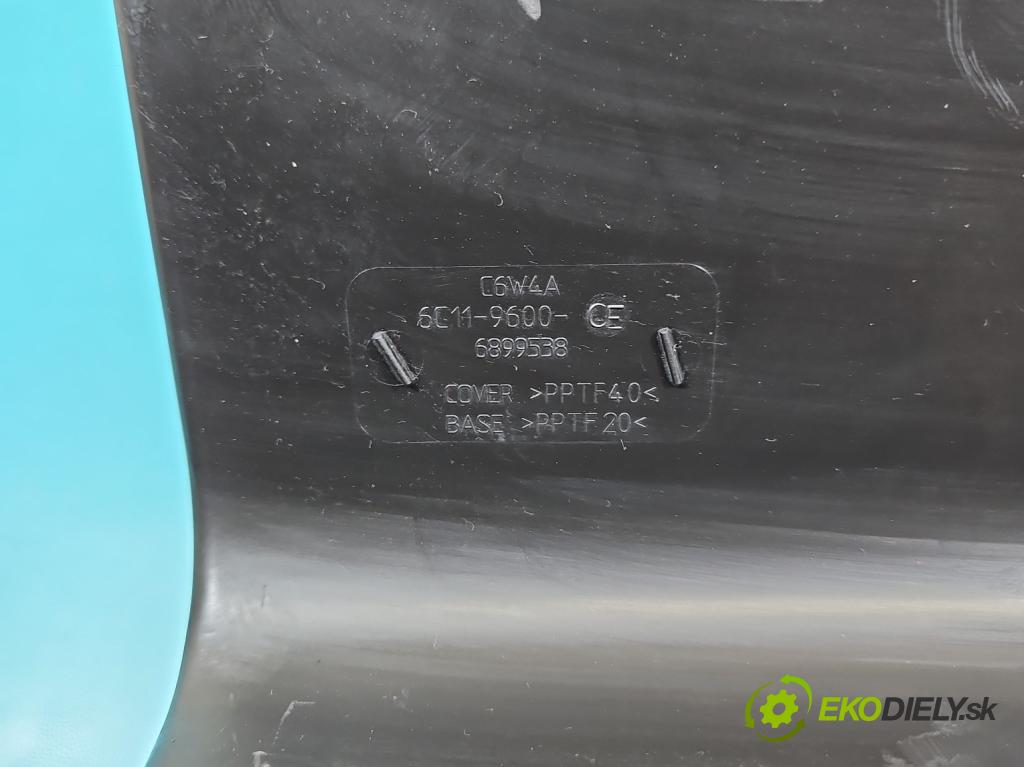 C6W4A
6C11-9600- CE
6899538
COVER >PPTF40<
BASE >PPTF20<
EKODIELY.sk